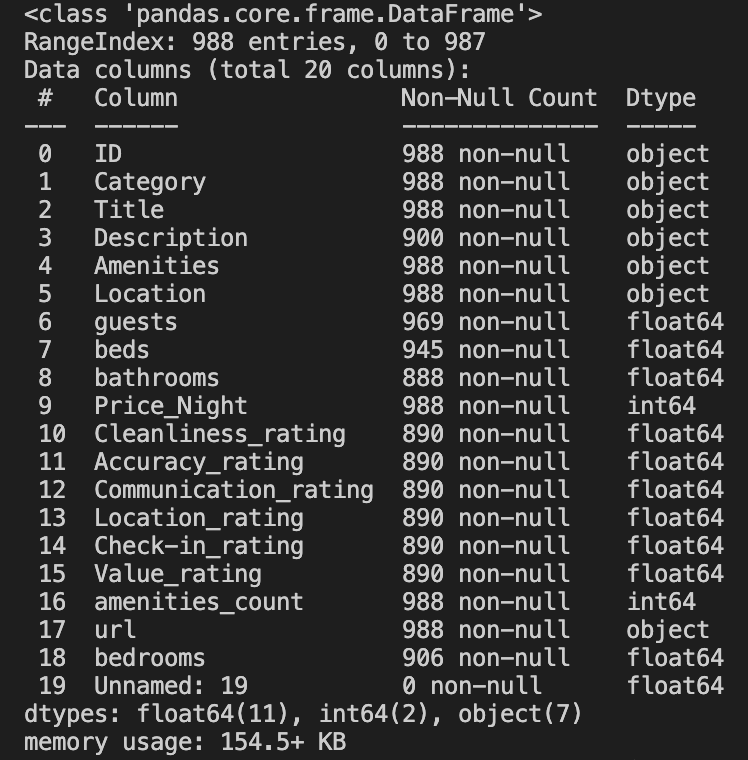 <class 'pandas.core.frame.DataFrame'>
RangeIndex: 988 entries, 0 to 987
Data columns (total 20 columns):
 #   Column                Non-Null Count  Dtype
---  ------                --------------  -----
 0   ID                    988 non-null    object
 1   Category              988 non-null    object
 2   Title                 988 non-null    object
 3   Description           900 non-null    object
 4   Amenities             988 non-null    object
 5   Location              988 non-null    object
 6   guests                969 non-null    float64
 7   beds                  945 non-null    float64
 8   bathrooms             888 non-null    float64
 9   Price_Night           988 non-null    int64
 10  Cleanliness_rating    890 non-null    float64
 11  Accuracy_rating       890 non-null    float64
 12  Communication_rating  890 non-null    float64
 13  Location_rating       890 non-null    float64
 14  Check-in_rating       890 non-null    float64
 15  Value_rating          890 non-null    float64
 16  amenities_count       988 non-null    int64
 17  url                   988 non-null    object
 18  bedrooms              906 non-null    float64
 19  Unnamed: 19           0 non-null      float64
dtypes: float64(11), int64(2), object(7)
memory usage: 154.5+ KB